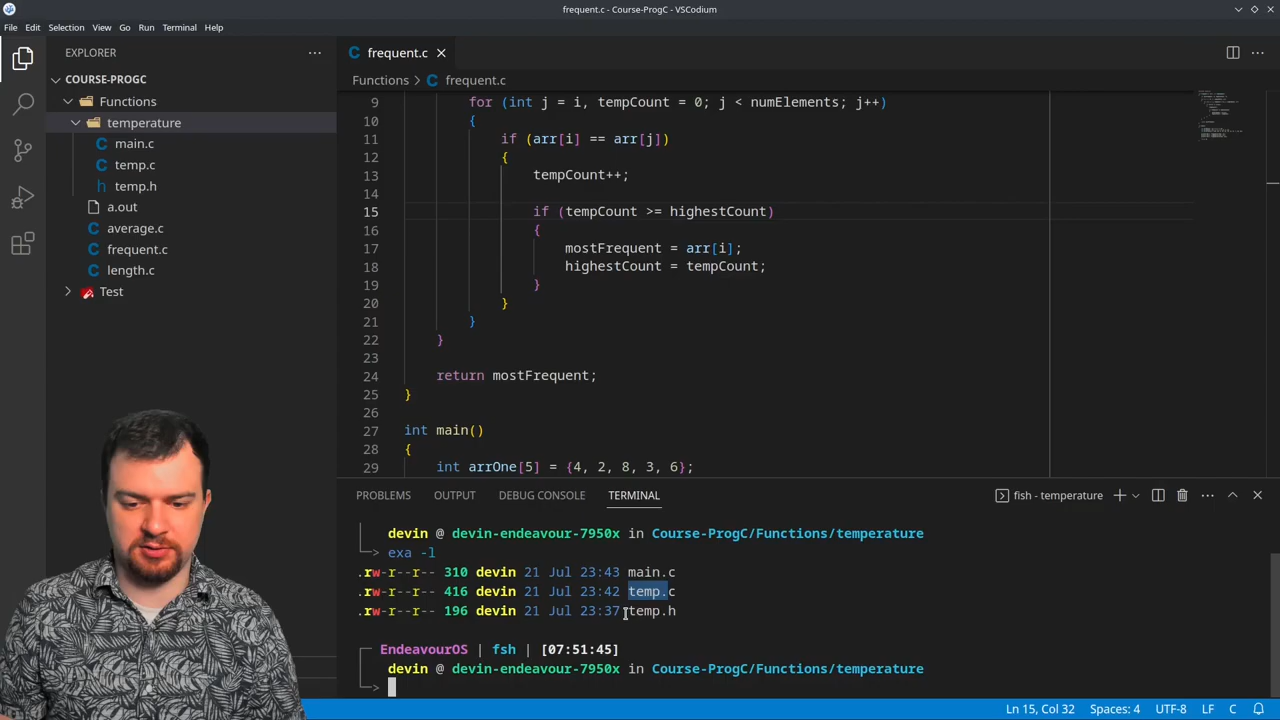 frequent.c - Course-ProgC - VSCodium
File Edit Selection View Go Run Terminal Help
EXPLORER
COURSE-PROGC
Functions
temperature
main.c
temp.c
temp.h
a.out
average.c
frequent.c
length.c
Test
frequent.c
Functions > frequent.c
9 for (int j = i, tempCount = 0; j < numElements; j++)
10 {
11 if (arr[i] == arr[j])
12 {
13 tempCount++;
14
15 if (tempCount >= highestCount)
16 {
17 mostFrequent = arr[i];
18 highestCount = tempCount;
19 }
20 }
21 }
22 }
23
24 return mostFrequent;
25 }
26
27 int main()
28 {
29 int arrOne[5] = {4, 2, 8, 3, 6};
PROBLEMS OUTPUT DEBUG CONSOLE TERMINAL fish - temperature
devin @ devin-endeavour-7950x in Course-ProgC/Functions/temperature
> exa -l
.rw-r--r-- 310 devin 21 Jul 23:43 main.c
.rw-r--r-- 416 devin 21 Jul 23:42 temp.c
.rw-r--r-- 196 devin 21 Jul 23:37 temp.h
EndeavourOS | fsh | [07:51:45]
devin @ devin-endeavour-7950x in Course-ProgC/Functions/temperature
>
Ln 15, Col 32 Spaces: 4 UTF-8 LF C